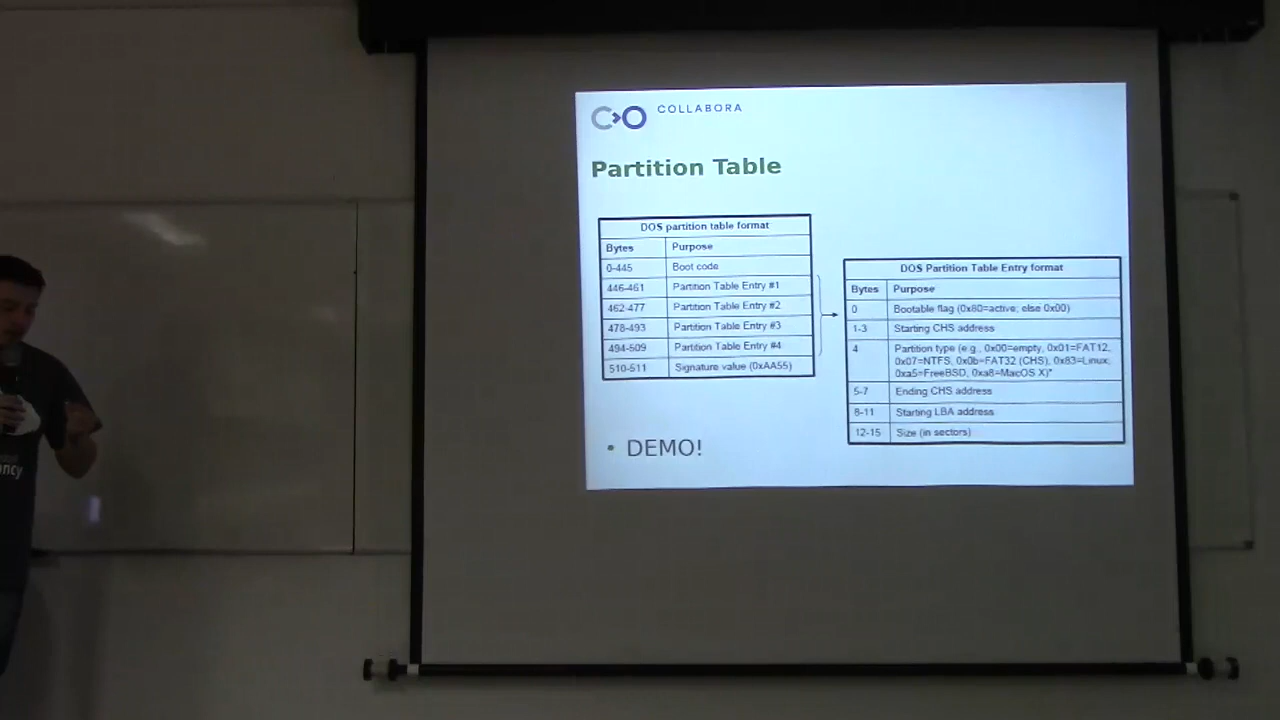 COLLABORA
Partition Table
DOS partition table format
Bytes Purpose
0-445 Boot code
446-461 Partition Table Entry #1
462-477 Partition Table Entry #2
478-493 Partition Table Entry #3
494-509 Partition Table Entry #4
510-511 Signature value (0xAA55)
DOS Partition Table Entry format
Bytes Purpose
0 Bootable flag (0x80=active; else 0x00)
1-3 Starting CHS address
4 Partition type (e.g., 0x00=empty, 0x01=FAT12,
0x07=NTFS, 0x0b=FAT32 (CHS), 0x83=Linux;
0xa5=FreeBSD, 0xa8=MacOS X)*
5-7 Ending CHS address
8-11 Starting LBA address
12-15 Size (in sectors)
• DEMO!
ncy